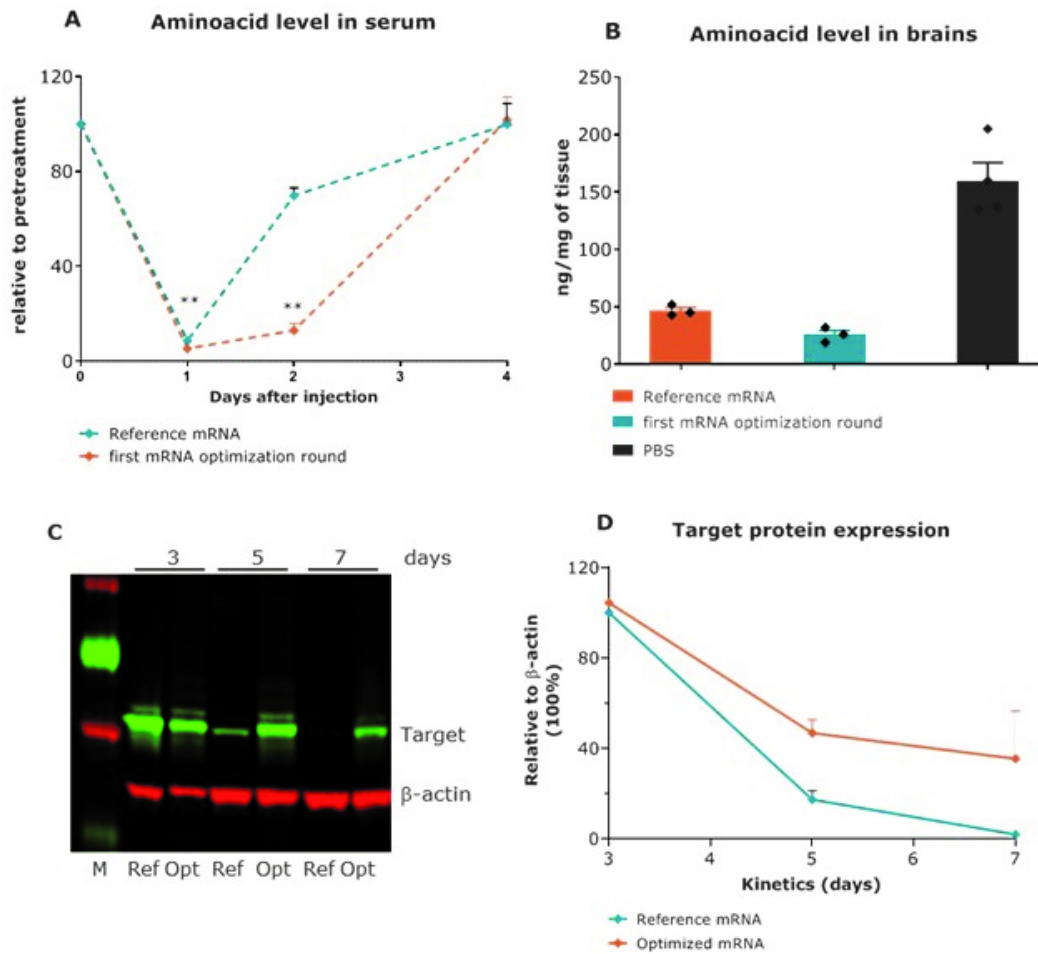 A Aminoacid level in serum
relative to pretreatment
120
80
40
0
0 1 2 3 4
** **
Days after injection
Reference mRNA
first mRNA optimization round
B Aminoacid level in brains
ng/mg of tissue
250
200
150
100
50
0
Reference mRNA
first mRNA optimization round
PBS
C
3 5 7 days
Target
β-actin
M Ref Opt Ref Opt Ref Opt
D Target protein expression
Relative to β-actin
(100%)
120
80
40
0
3 4 5 6 7
Kinetics (days)
Reference mRNA
Optimized mRNA